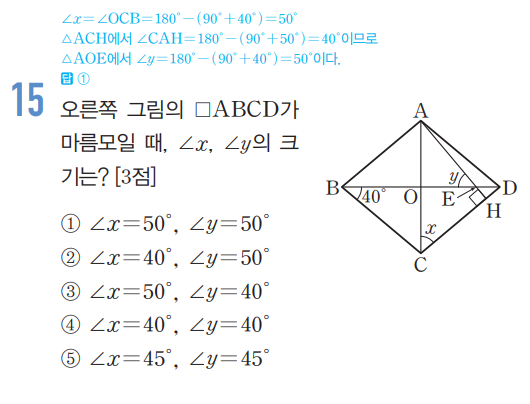 ∠x=∠OCB=180°-(90°+40°)=50°
△ACH에서 ∠CAH=180°-(90°+50°)=40°이므로
△AOE에서 ∠y=180°-(90°+40°)=50°이다.
답 ①
15 오른쪽 그림의 □ABCD가
마름모일 때, ∠x, ∠y의 크
기는? [3점]
① ∠x=50°, ∠y=50°
② ∠x=40°, ∠y=50°
③ ∠x=50°, ∠y=40°
④ ∠x=40°, ∠y=40°
⑤ ∠x=45°, ∠y=45°
A
y
B 40° O E D
H
x
C